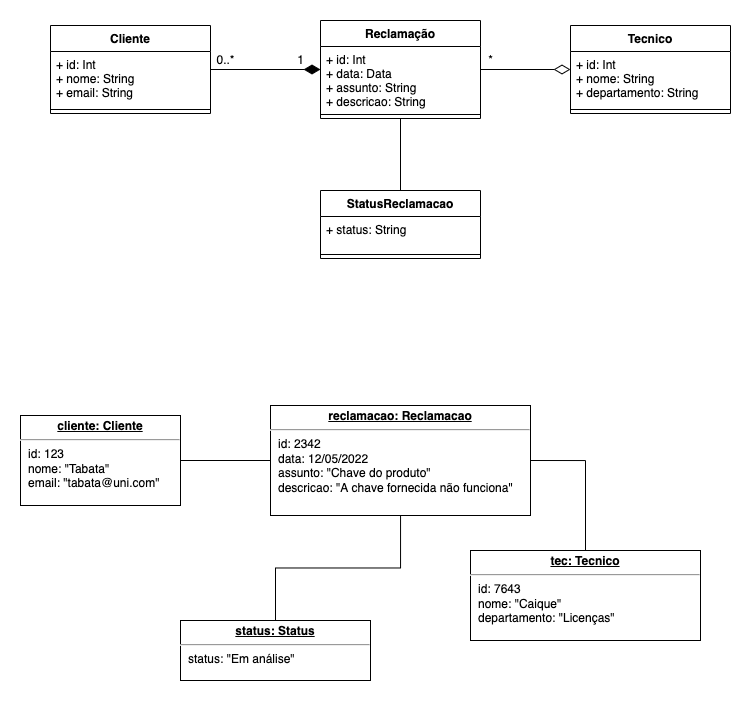 Cliente
+ id: Int
+ nome: String
+ email: String
0..*
1
Reclamação
+ id: Int
+ data: Data
+ assunto: String
+ descricao: String
*
Tecnico
+ id: Int
+ nome: String
+ departamento: String
StatusReclamacao
+ status: String
cliente: Cliente
id: 123
nome: "Tabata"
email: "tabata@uni.com"
reclamacao: Reclamacao
id: 2342
data: 12/05/2022
assunto: "Chave do produto"
descricao: "A chave fornecida não funciona"
tec: Tecnico
id: 7643
nome: "Caique"
departamento: "Licenças"
status: Status
status: "Em análise"